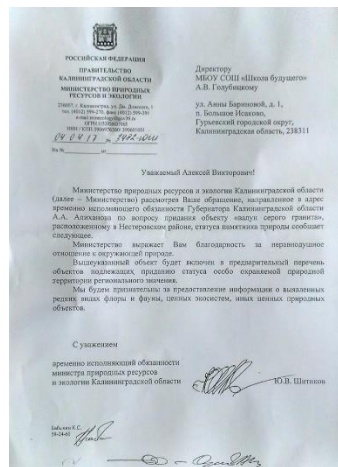 РОССИЙСКАЯ ФЕДЕРАЦИЯ
ПРАВИТЕЛЬСТВО
КАЛИНИНГРАДСКОЙ ОБЛАСТИ
МИНИСТЕРСТВО ПРИРОДНЫХ
РЕСУРСОВ И ЭКОЛОГИИ
Директору
МБОУ СОШ «Школа будущего»
А.В. Голубицкому
ул. Анны Бариновой, д. 1,
п. Большое Исаково,
Гурьевский городской округ,
Калининградская область, 238311
04.04.17
Уважаемый Алексей Викторович!
Министерство природных ресурсов и экологии Калининградской области
(далее – Министерство) рассмотрев Ваше обращение, направленное в адрес
временно исполняющего обязанности Губернатора Калининградской области
А.А. Алиханова по вопросу придания объекту «валун серого гранита»,
расположенному в Нестеровском районе, статуса памятника природы сообщает
следующее.
Министерство выражает Вам благодарность за неравнодушное
отношение к окружающей природе.
Вышеуказанный объект будет включен в предварительный перечень
объектов подлежащих приданию статуса особо охраняемой природной
территории регионального значения.
Мы будем признательны за предоставление информации о выявленных
редких видах флоры и фауны, ценных экосистем, иных ценных природных
объектов.
С уважением
временно исполняющий обязанности
министра природных ресурсов
и экологии Калининградской области
Ю.В. Шитиков